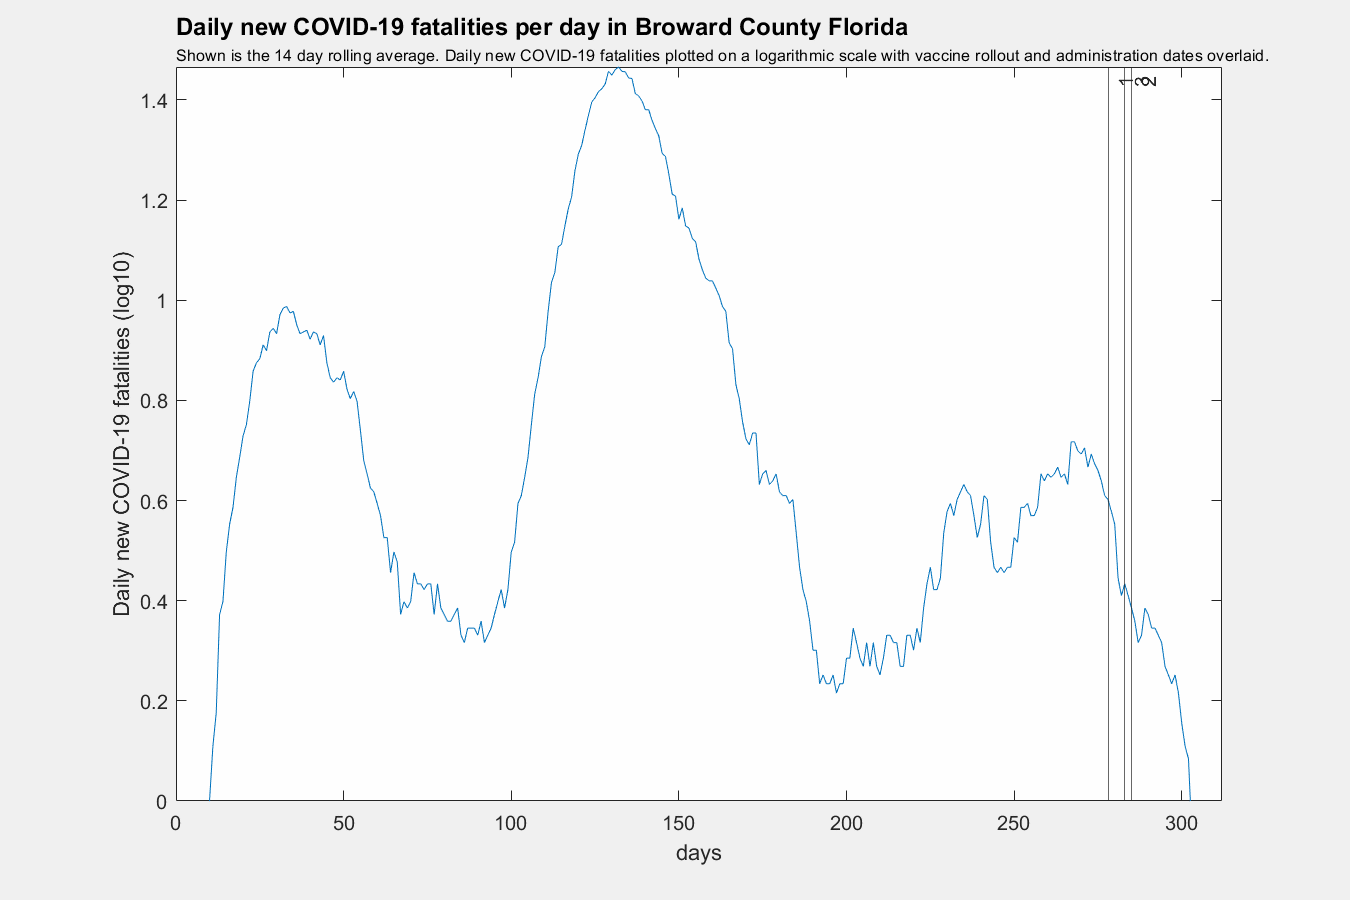 Daily new COVID-19 fatalities per day in Broward County Florida
Shown is the 14 day rolling average. Daily new COVID-19 fatalities plotted on a logarithmic scale with vaccine rollout and administration dates overlaid.
1
3
2
1.4
1.2
1
0.8
0.6
0.4
0.2
0
Daily new COVID-19 fatalities (log10)
0 50 100 150 200 250 300
days